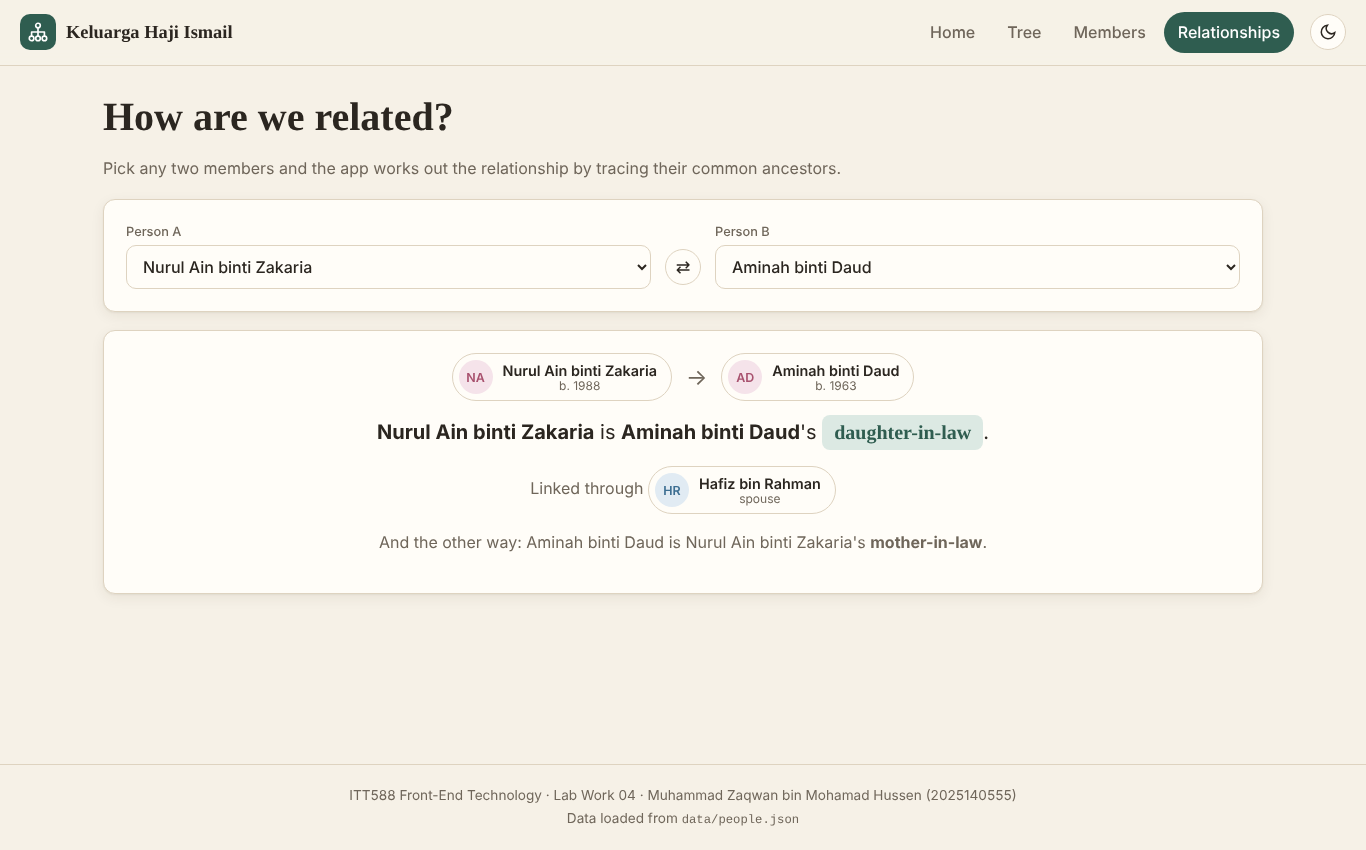 Keluarga Haji Ismail
Home
Tree
Members
Relationships
How are we related?
Pick any two members and the app works out the relationship by tracing their common ancestors.
Person A
Person B
Nurul Ain binti Zakaria
⇄
Aminah binti Daud
NA
Nurul Ain binti Zakaria
b. 1988
→
AD
Aminah binti Daud
b. 1963
Nurul Ain binti Zakaria is Aminah binti Daud's daughter-in-law.
Linked through
HR
Hafiz bin Rahman
spouse
And the other way: Aminah binti Daud is Nurul Ain binti Zakaria's mother-in-law.
ITT588 Front-End Technology · Lab Work 04 · Muhammad Zaqwan bin Mohamad Hussen (2025140555)
Data loaded from data/people.json